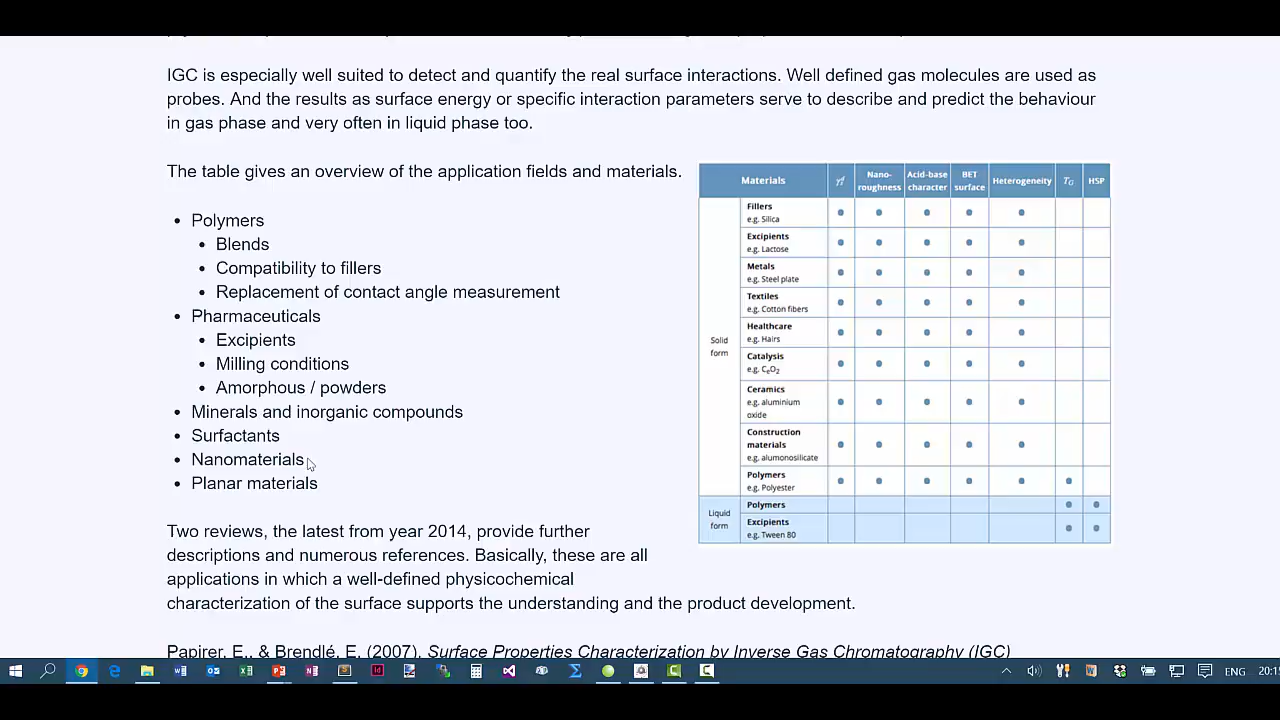 IGC is especially well suited to detect and quantify the real surface interactions. Well defined gas molecules are used as
probes. And the results as surface energy or specific interaction parameters serve to describe and predict the behaviour
in gas phase and very often in liquid phase too.
The table gives an overview of the application fields and materials.
• Polymers
• Blends
• Compatibility to fillers
• Replacement of contact angle measurement
• Pharmaceuticals
• Excipients
• Milling conditions
• Amorphous / powders
• Minerals and inorganic compounds
• Surfactants
• Nanomaterials
• Planar materials
Materials
Nano-
roughness
Acid-base
character
BET
surface
Heterogeneity
TG
HSP
Solid
form
Fillers
e.g. Silica
Excipients
e.g. Lactose
Metals
e.g. Steel plate
Textiles
e.g. Cotton fibers
Healthcare
e.g. Hairs
Catalysis
e.g. CeO2
Ceramics
e.g. aluminium
oxide
Construction
materials
e.g. alumonosilicate
Polymers
e.g. Polyester
Liquid
form
Polymers
Excipients
e.g. Tween 80
Two reviews, the latest from year 2014, provide further
descriptions and numerous references. Basically, these are all
applications in which a well-defined physicochemical
characterization of the surface supports the understanding and the product development.
Papirer, E., & Brendlé, E. (2007). Surface Properties Characterization by Inverse Gas Chromatography (IGC)
ENG